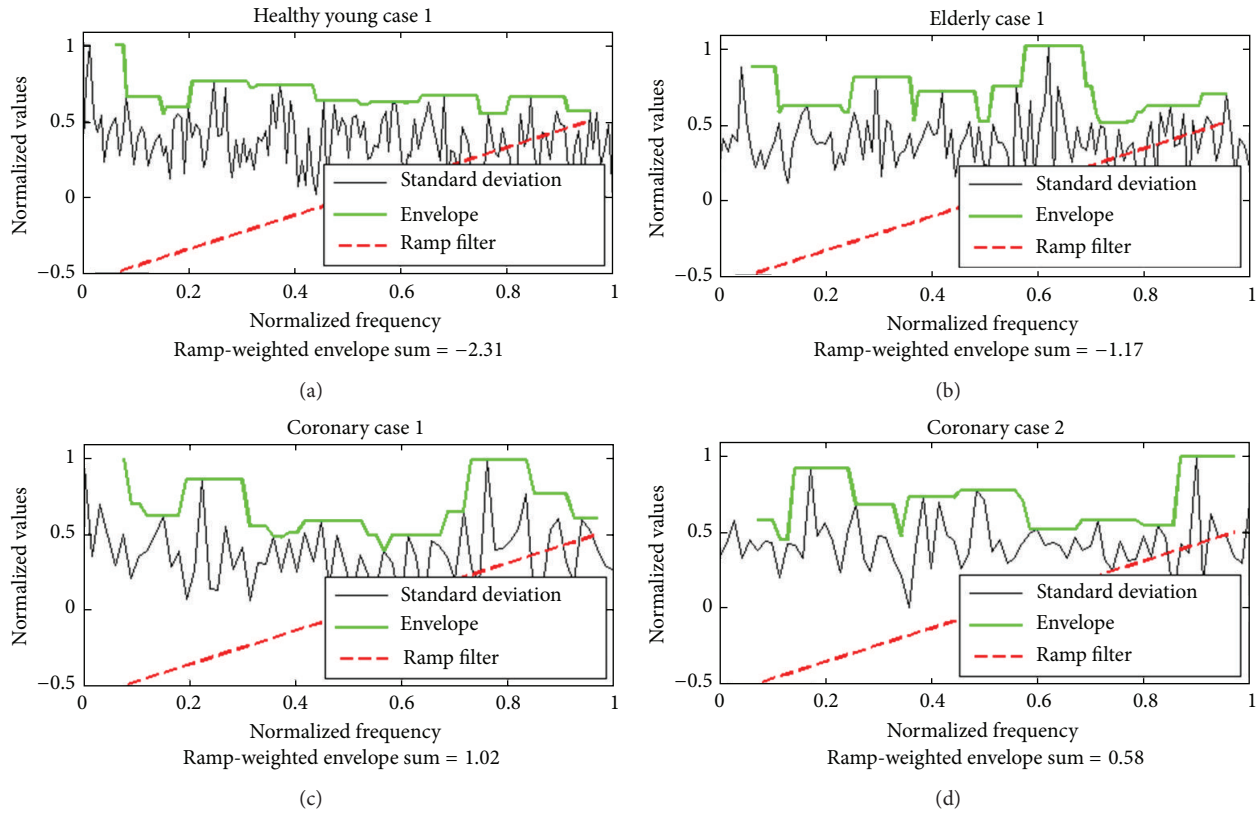 Healthy young case 1
Normalized values
1
0.5
0
−0.5
Standard deviation
Envelope
Ramp filter
0 0.2 0.4 0.6 0.8 1
Normalized frequency
Ramp-weighted envelope sum = −2.31
(a)
Elderly case 1
Normalized values
1
0.5
0
−0.5
Standard deviation
Envelope
Ramp filter
0 0.2 0.4 0.6 0.8 1
Normalized frequency
Ramp-weighted envelope sum = −1.17
(b)
Coronary case 1
Normalized values
1
0.5
0
−0.5
Standard deviation
Envelope
Ramp filter
0 0.2 0.4 0.6 0.8 1
Normalized frequency
Ramp-weighted envelope sum = 1.02
(c)
Coronary case 2
Normalized values
1
0.5
0
−0.5
Standard deviation
Envelope
Ramp filter
0 0.2 0.4 0.6 0.8 1
Normalized frequency
Ramp-weighted envelope sum = 0.58
(d)